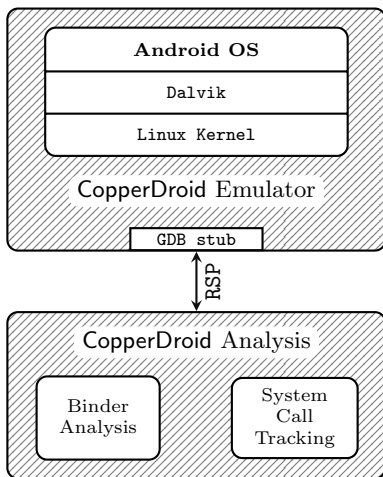 Android OS
Dalvik
Linux Kernel
CopperDroid Emulator
GDB stub
RSP
CopperDroid Analysis
Binder
Analysis
System
Call
Tracking